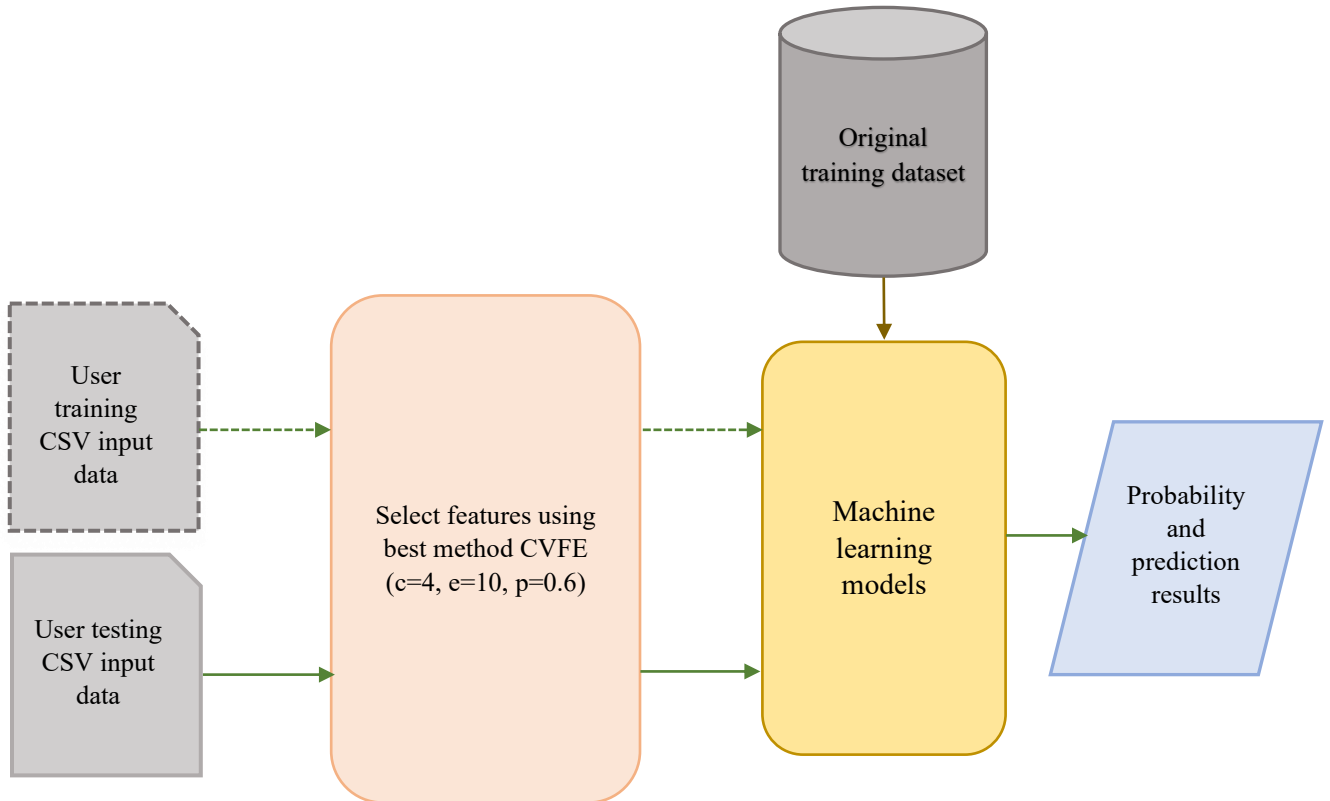 Original
training dataset
User
training
CSV input
data
User testing
CSV input
data
Select features using
best method CVFE
(c=4, e=10, p=0.6)
Machine
learning
models
Probability
and
prediction
results